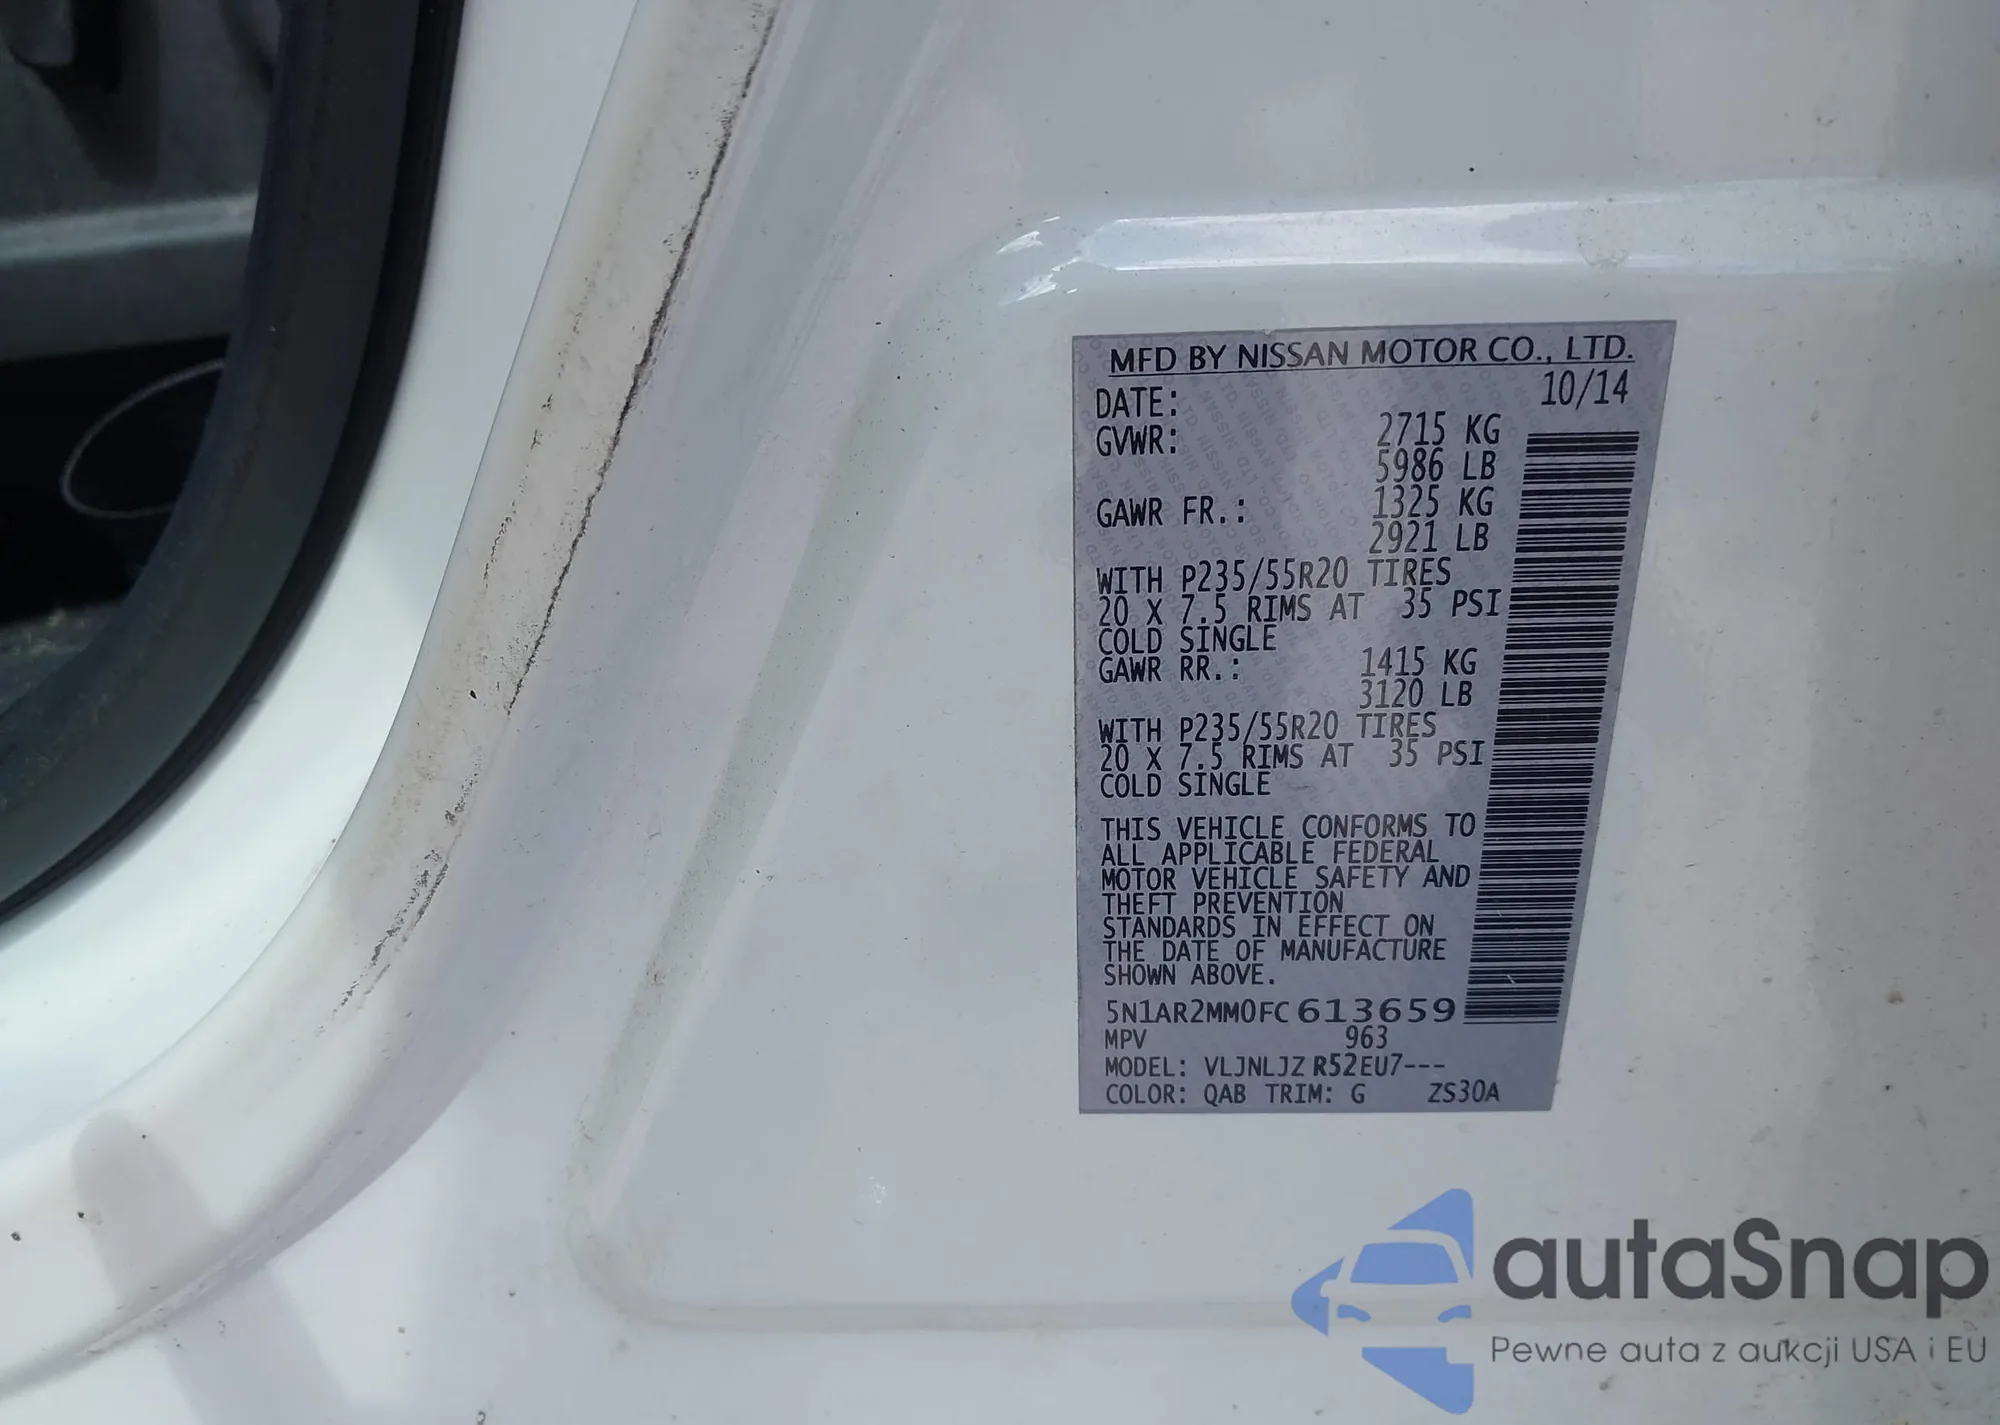 MFD BY NISSAN MOTOR CO., LTD.
DATE: 10/14
GVWR: 2715 KG
5986 LB
GAWR FR.: 1325 KG
2921 LB
WITH P235/55R20 TIRES
20 X 7.5 RIMS AT 35 PSI
COLD SINGLE
GAWR RR.: 1415 KG
3120 LB
WITH P235/55R20 TIRES
20 X 7.5 RIMS AT 35 PSI
COLD SINGLE
THIS VEHICLE CONFORMS TO
ALL APPLICABLE FEDERAL
MOTOR VEHICLE SAFETY AND
THEFT PREVENTION
STANDARDS IN EFFECT ON
THE DATE OF MANUFACTURE
SHOWN ABOVE.
5N1AR2MM0FC613659
MPV 963
MODEL: VLJNLJZ R52EU7---
COLOR: QAB TRIM: G ZS30A
autaSnap
Pewne auta z aukcji USA i EU